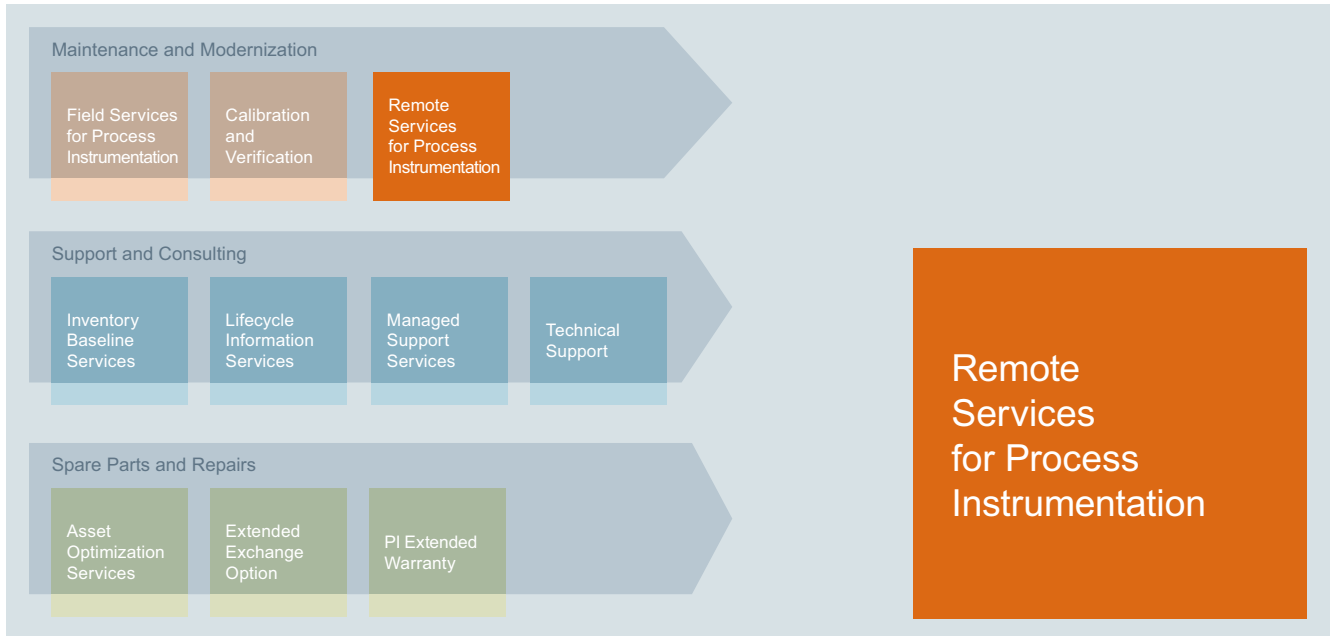 Maintenance and Modernization
Field Services
for Process
Instrumentation
Calibration
and
Verification
Remote
Services
for Process
Instrumentation
Support and Consulting
Inventory
Baseline
Services
Lifecycle
Information
Services
Managed
Support
Services
Technical
Support
Spare Parts and Repairs
Asset
Optimization
Services
Extended
Exchange
Option
PI Extended
Warranty
Remote
Services
for Process
Instrumentation